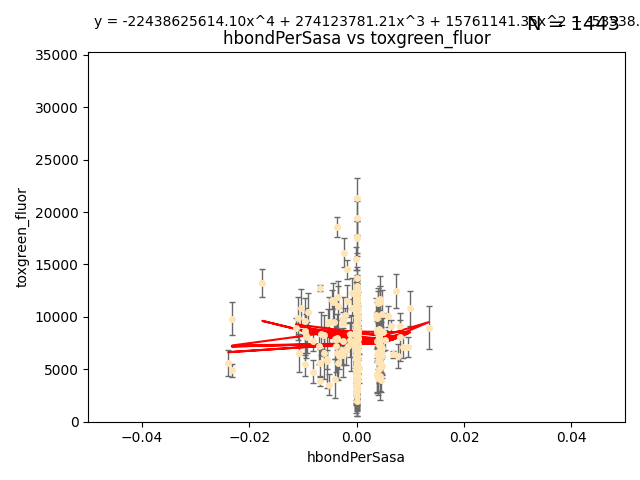 y = -22438625614.10x^4 + 274123781.21x^3 + 15761141.35x^2 +
N = 1443
hbondPerSasa vs toxgreen_fluor
35000
30000
25000
20000
15000
10000
5000
0
toxgreen_fluor
−0.04 −0.02 0.00 0.02 0.04
hbondPerSasa